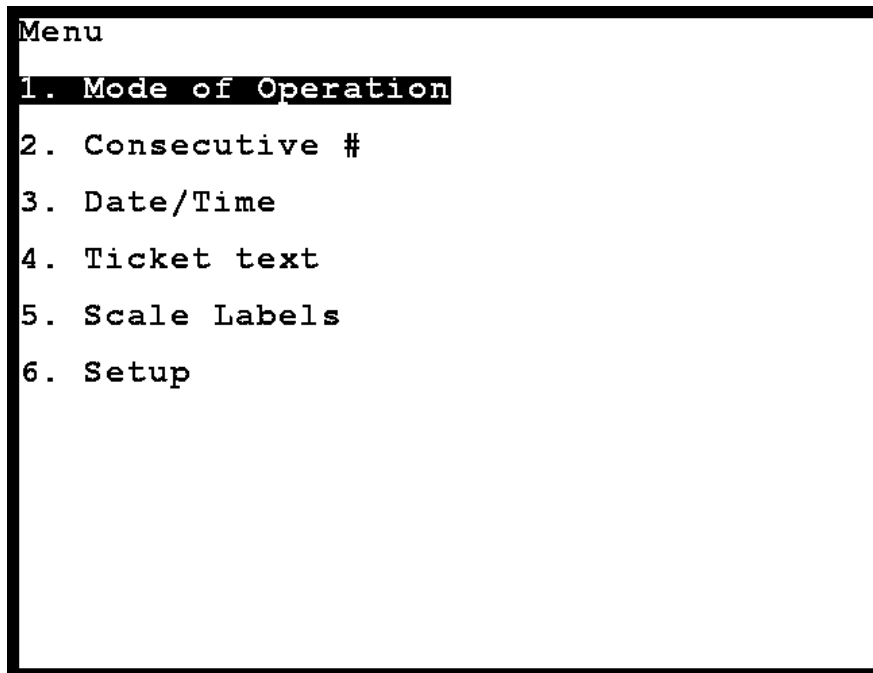 Menu
1. Mode of Operation
2. Consecutive #
3. Date/Time
4. Ticket text
5. Scale Labels
6. Setup